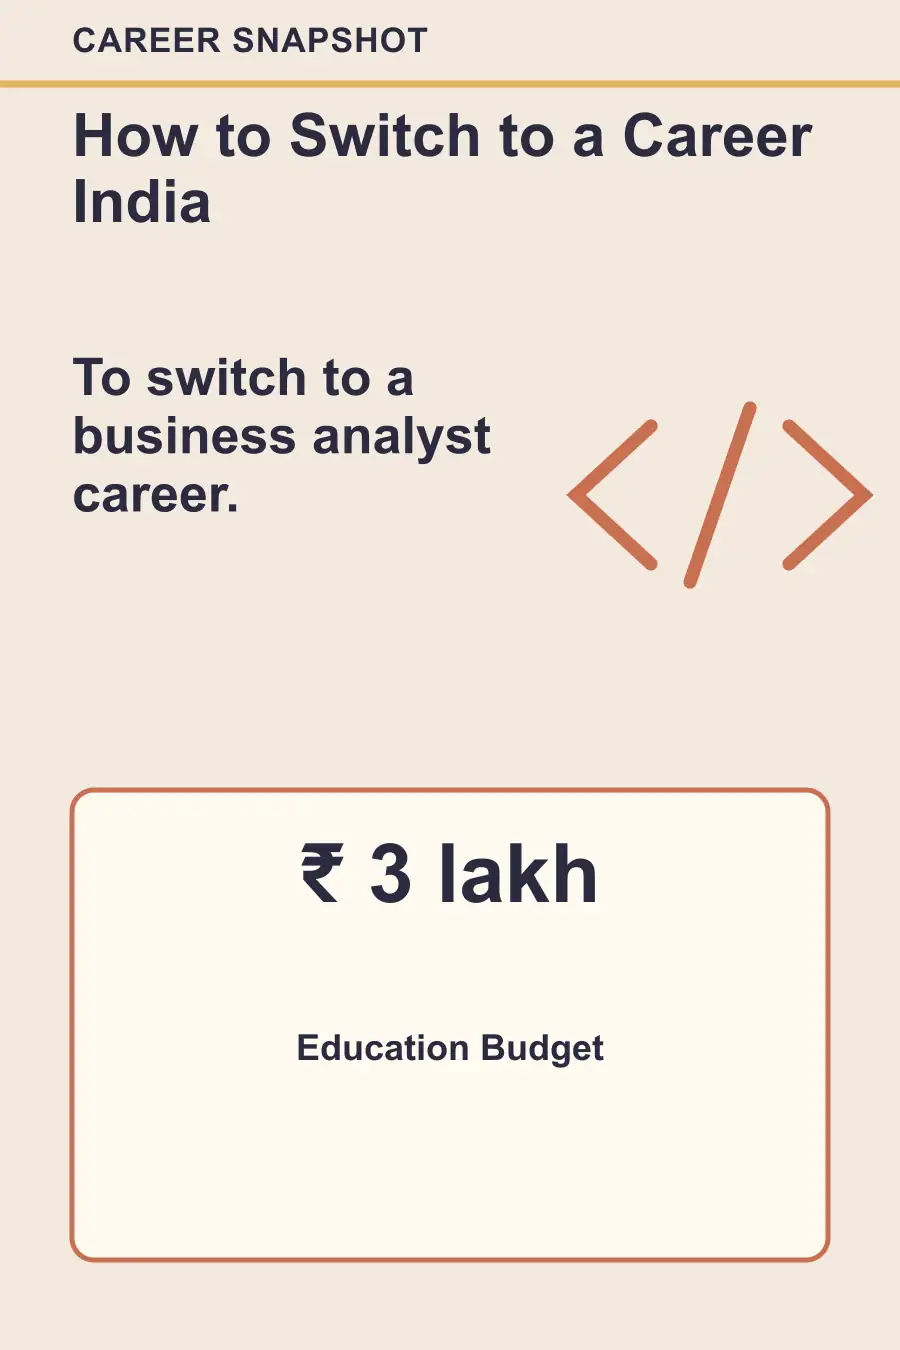 CAREER SNAPSHOT
How to Switch to a Career
India
To switch to a
business analyst
career.
₹ 3 lakh
Education Budget